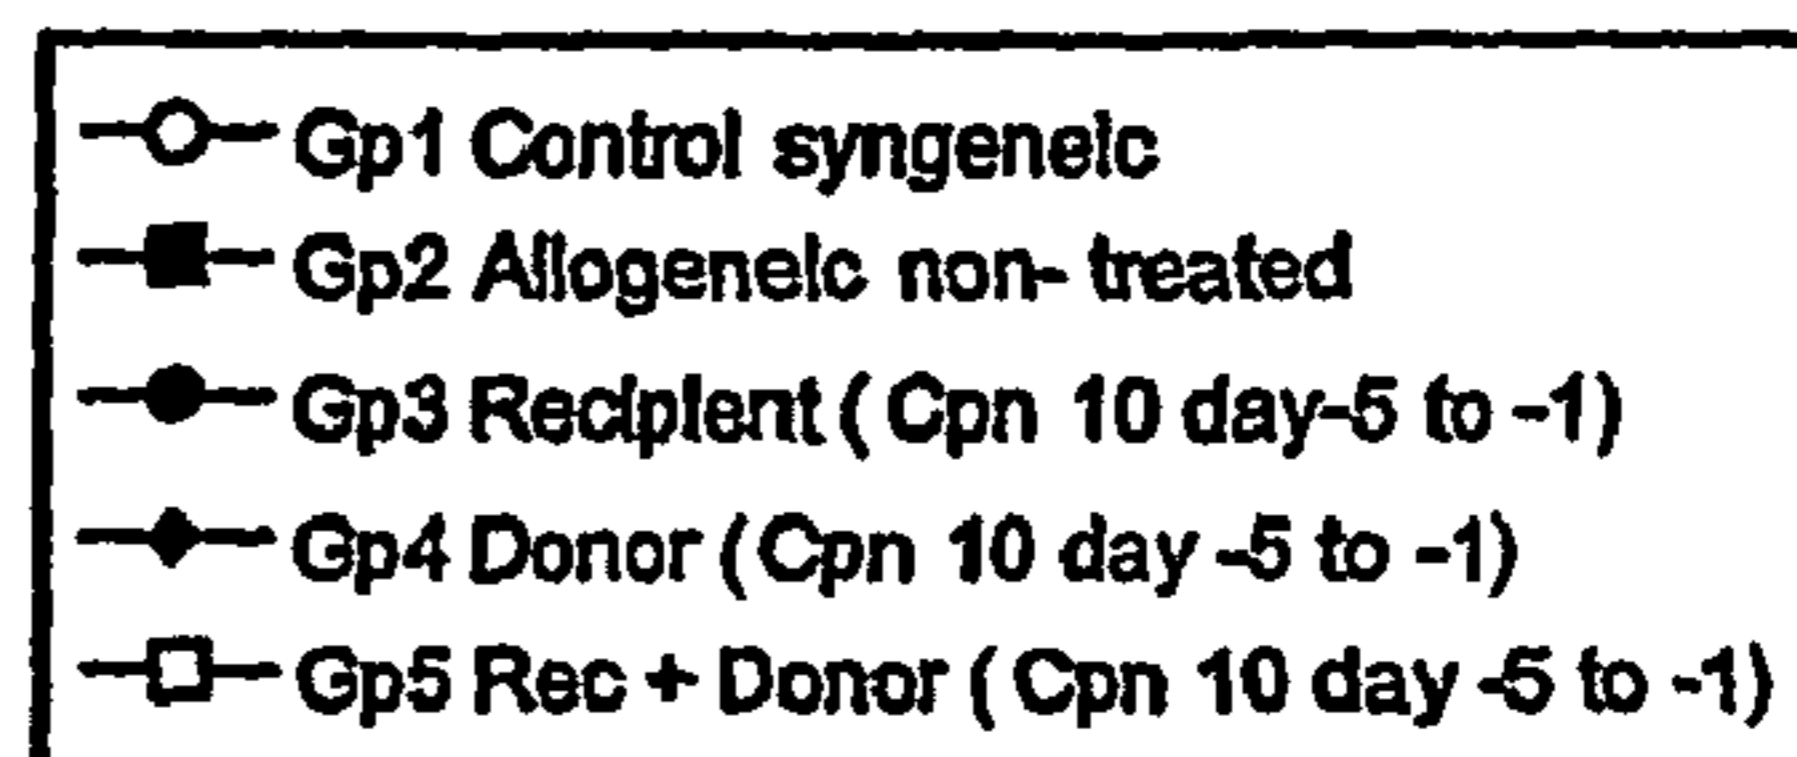 Gp1 Control syngeneic
Gp2 Allogeneic non- treated
Gp3 Recipient ( Cpn 10 day-5 to -1)
Gp4 Donor (Cpn 10 day -5 to -1)
Gp5 Rec + Donor ( Cpn 10 day -5 to -1)